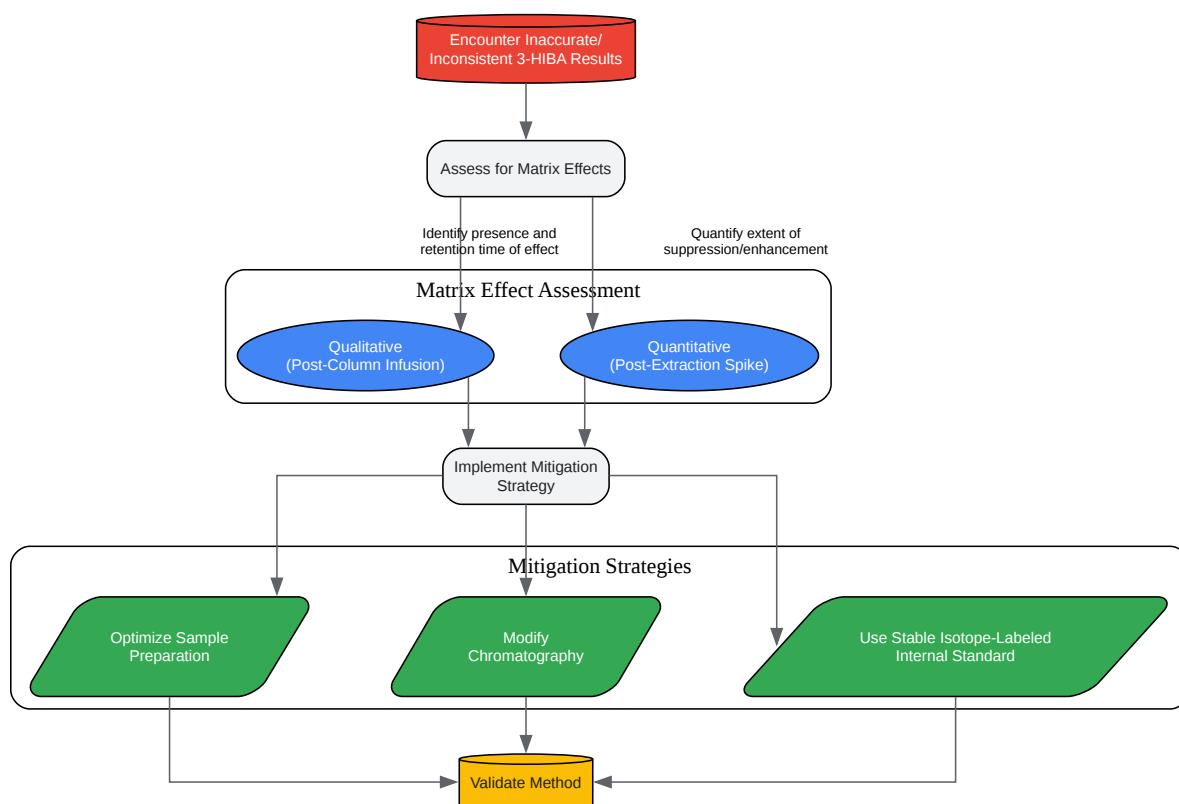 Encounter Inaccurate/
Inconsistent 3-HIBA Results
Assess for Matrix Effects
Identify presence and
retention time of effect
Quantify extent of
suppression/enhancement
Matrix Effect Assessment
Qualitative
(Post-Column Infusion)
Quantitative
(Post-Extraction Spike)
Implement Mitigation
Strategy
Mitigation Strategies
Optimize Sample
Preparation
Modify
Chromatography
Use Stable Isotope-Labeled
Internal Standard
Validate Method